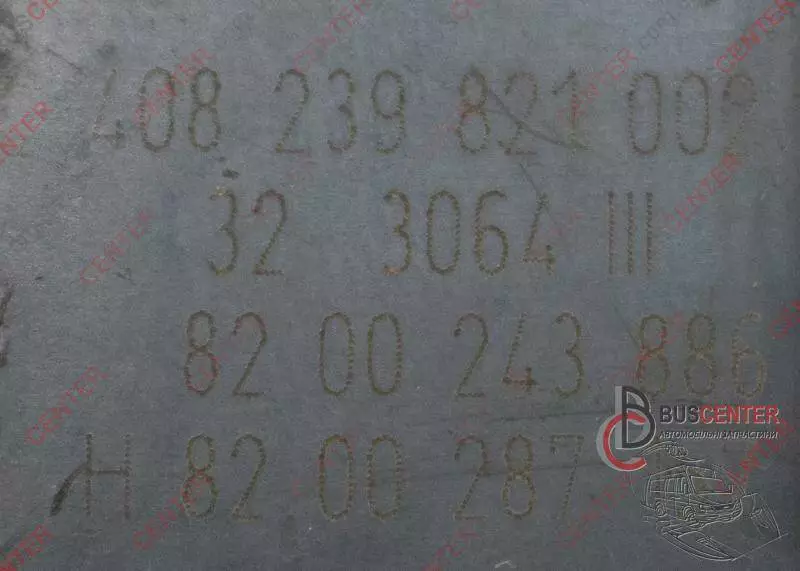 408 239 821 002
32 3064 III
82 00 243 886
H 82 00 287
BUSCENTER
АВТОМОБІЛЬНІ ЗАПЧАСТИНИ